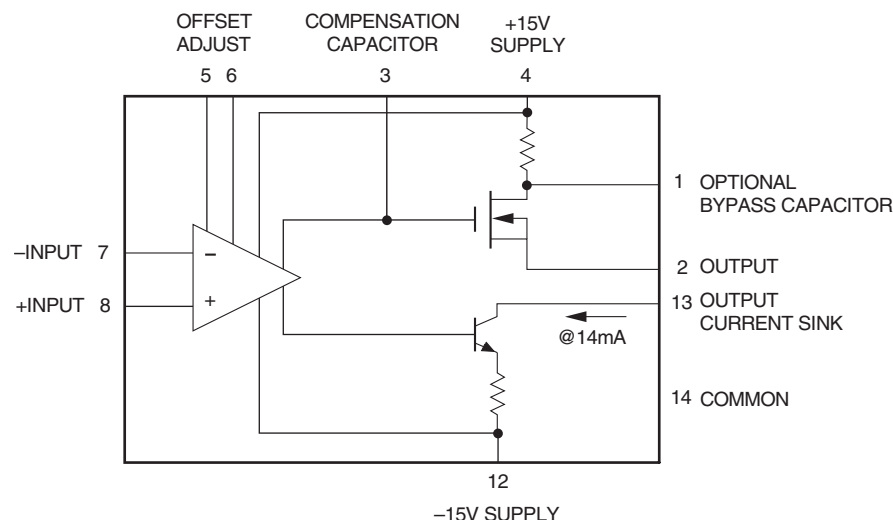 OFFSET
ADJUST
5 6
COMPENSATION
CAPACITOR
3
+15V
SUPPLY
4
1 OPTIONAL
BYPASS CAPACITOR
–INPUT 7
–
2 OUTPUT
+INPUT 8
+
13 OUTPUT
CURRENT SINK
@14mA
14 COMMON
12
–15V SUPPLY